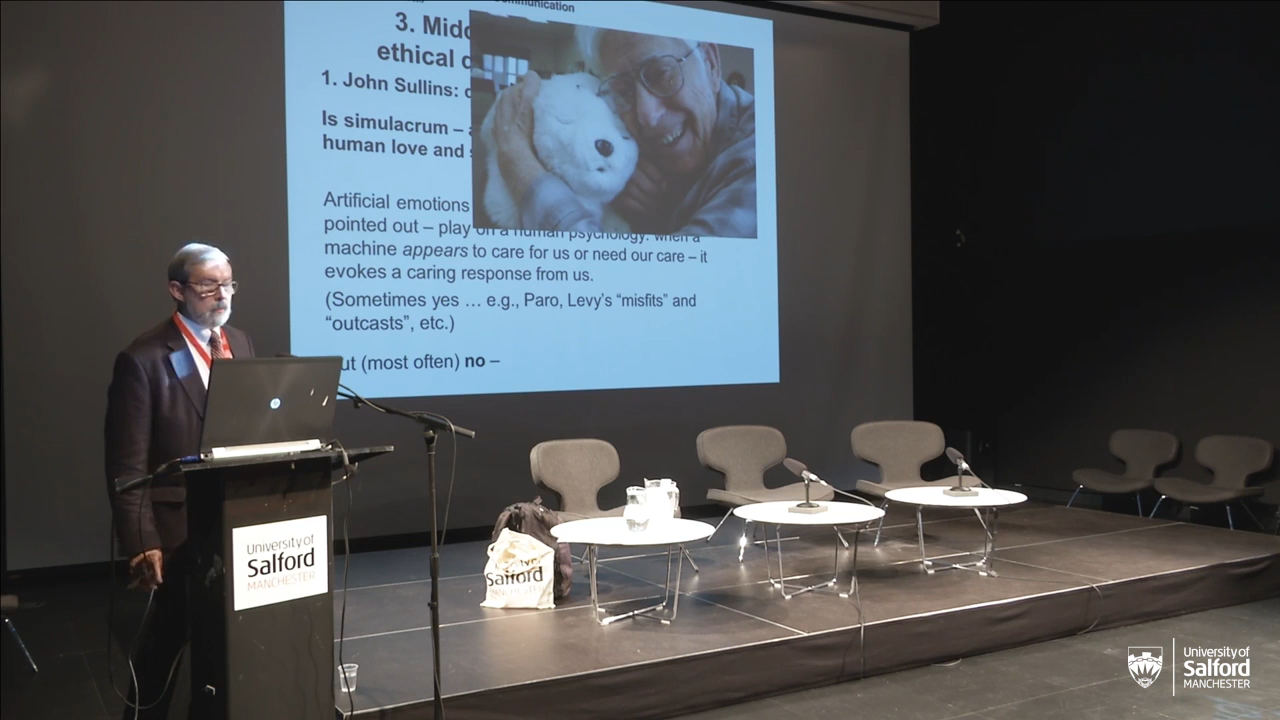 communication
3. Mid
ethical
1. John Sullins:
Is simulacrum –
human love and
Artificial emotions
pointed out – play on a human psychology: when a
machine appears to care for us or need our care – it
evokes a caring response from us.
(Sometimes yes … e.g., Paro, Levy’s “misfits” and
“outcasts”, etc.)
ut (most often) no –
University of
Salford
MANCHESTER
Salford
MANCHESTER
University of
Salford
MANCHESTER